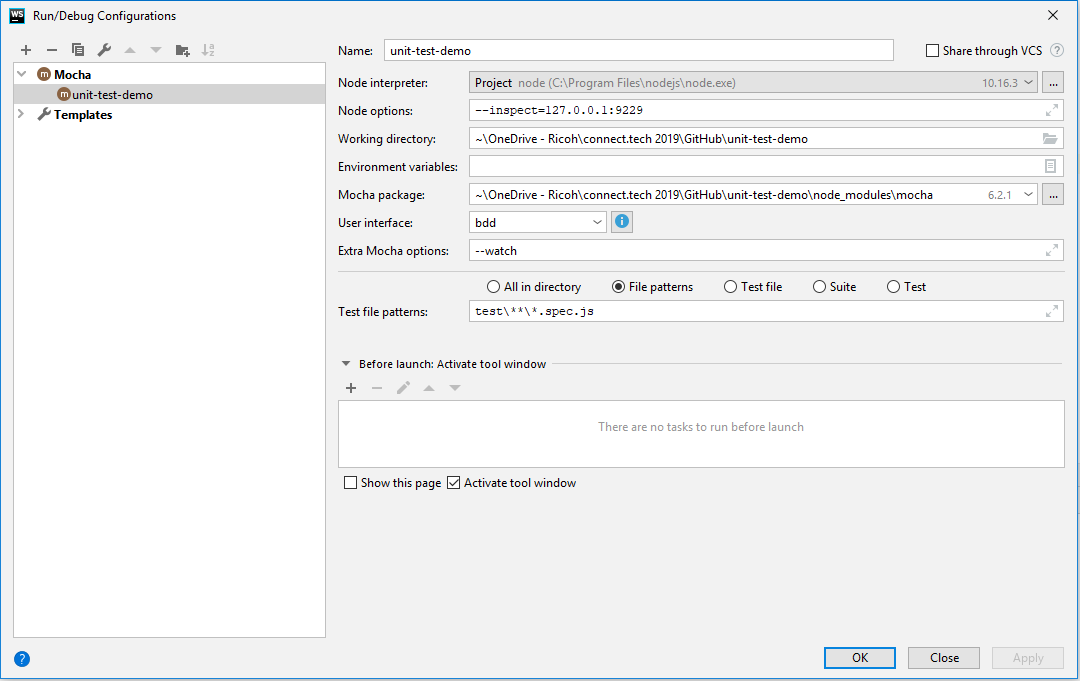 WS Run/Debug Configurations
Name: unit-test-demo Share through VCS ?
m Mocha
m unit-test-demo
Templates
Node interpreter: Project node (C:\Program Files\nodejs\node.exe) 10.16.3 ...
Node options: --inspect=127.0.0.1:9229
Working directory: ~\OneDrive - Ricoh\connect.tech 2019\GitHub\unit-test-demo
Environment variables:
Mocha package: ~\OneDrive - Ricoh\connect.tech 2019\GitHub\unit-test-demo\node_modules\mocha 6.2.1 ...
User interface: bdd i
Extra Mocha options: --watch
All in directory File patterns Test file Suite Test
Test file patterns: test\**\*.spec.js
Before launch: Activate tool window
There are no tasks to run before launch
Show this page Activate tool window
? OK Close Apply